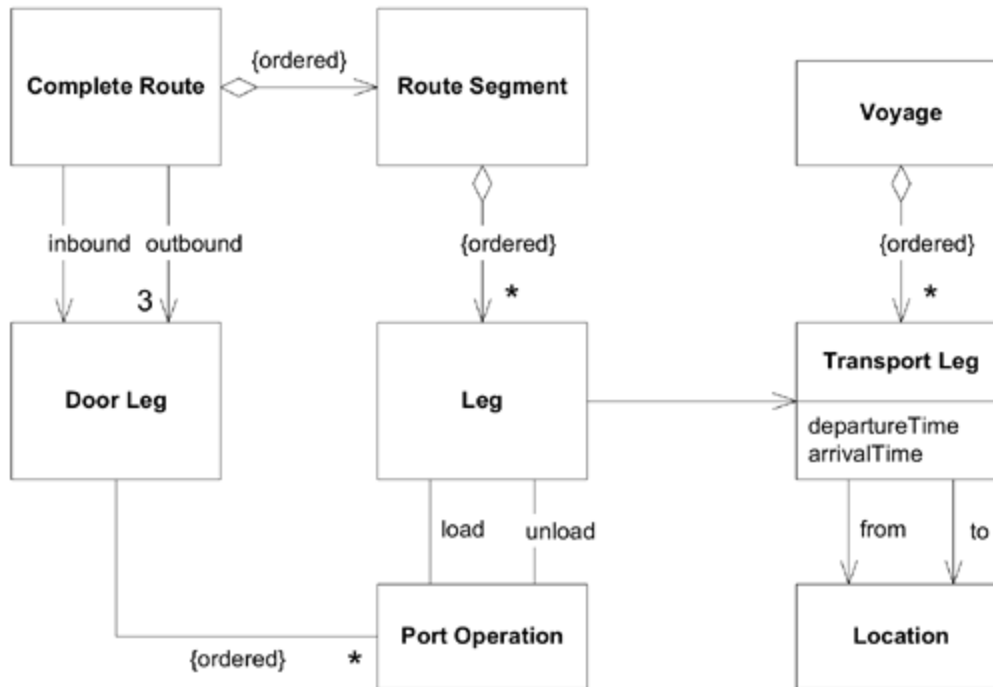 Complete Route
{ordered}
Route Segment
Voyage
inbound
outbound
{ordered}
{ordered}
3
*
*
Door Leg
Leg
Transport Leg
departureTime
arrivalTime
load
unload
from
to
Port Operation
Location
{ordered}
*